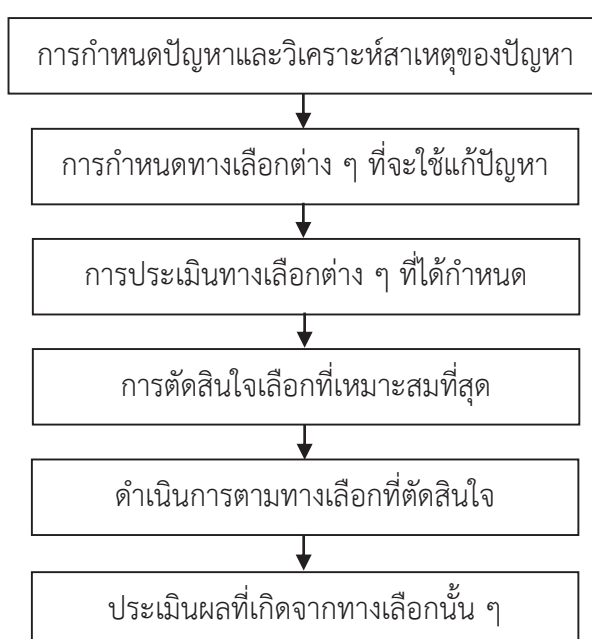 การกำหนดปัญหาและวิเคราะห์สาเหตุของปัญหา
การกำหนดทางเลือกต่าง ๆ ที่จะใช้แก้ปัญหา
การประเมินทางเลือกต่าง ๆ ที่ได้กำหนด
การตัดสินใจเลือกที่เหมาะสมที่สุด
ดำเนินการตามทางเลือกที่ตัดสินใจ
ประเมินผลที่เกิดจากทางเลือกนั้น ๆ